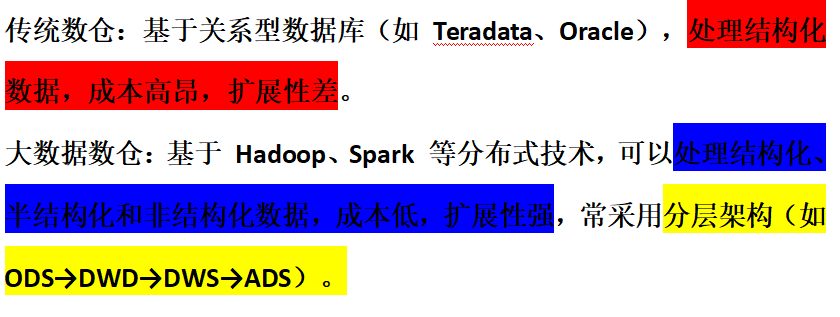 传统数仓：基于关系型数据库（如 Teradata、Oracle），处理结构化
数据，成本高昂，扩展性差。
大数据数仓：基于 Hadoop、Spark 等分布式技术，可以处理结构化、
半结构化和非结构化数据，成本低，扩展性强，常采用分层架构（如
ODS→DWD→DWS→ADS）。